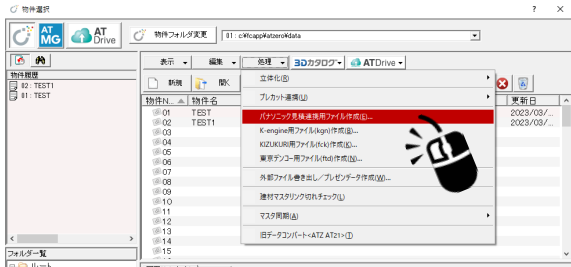 物件選択
? ×
AT MG
AT Drive
物件フォルダ変更
01 : c:¥fcapp¥atzero¥data
物件履歴
02: TEST1
01: TEST
表示 編集 処理 3Dカタログ AT Drive
新規 開く
物件N... 物件名 更新日
01 TEST 2023/03/...
02 TEST1 2023/03/...
03
04
05
06
07
08
09
10
11
12
13
14
15
立体化(R)
プレカット連携(U)
パナソニック見積連携用ファイル作成(E)...
K-engine用ファイル(kgn)作成(B)...
KIZUKURI用ファイル(fck)作成(K)...
東京デンコー用ファイル(ftd)作成(N)...
外部ファイル書き出し／プレゼンデータ作成(W)...
建材マスタリンク切れチェック(L)
マスタ同期(A)
旧データコンバート<ATZ AT21>(T)
フォルダ一覧
ルート